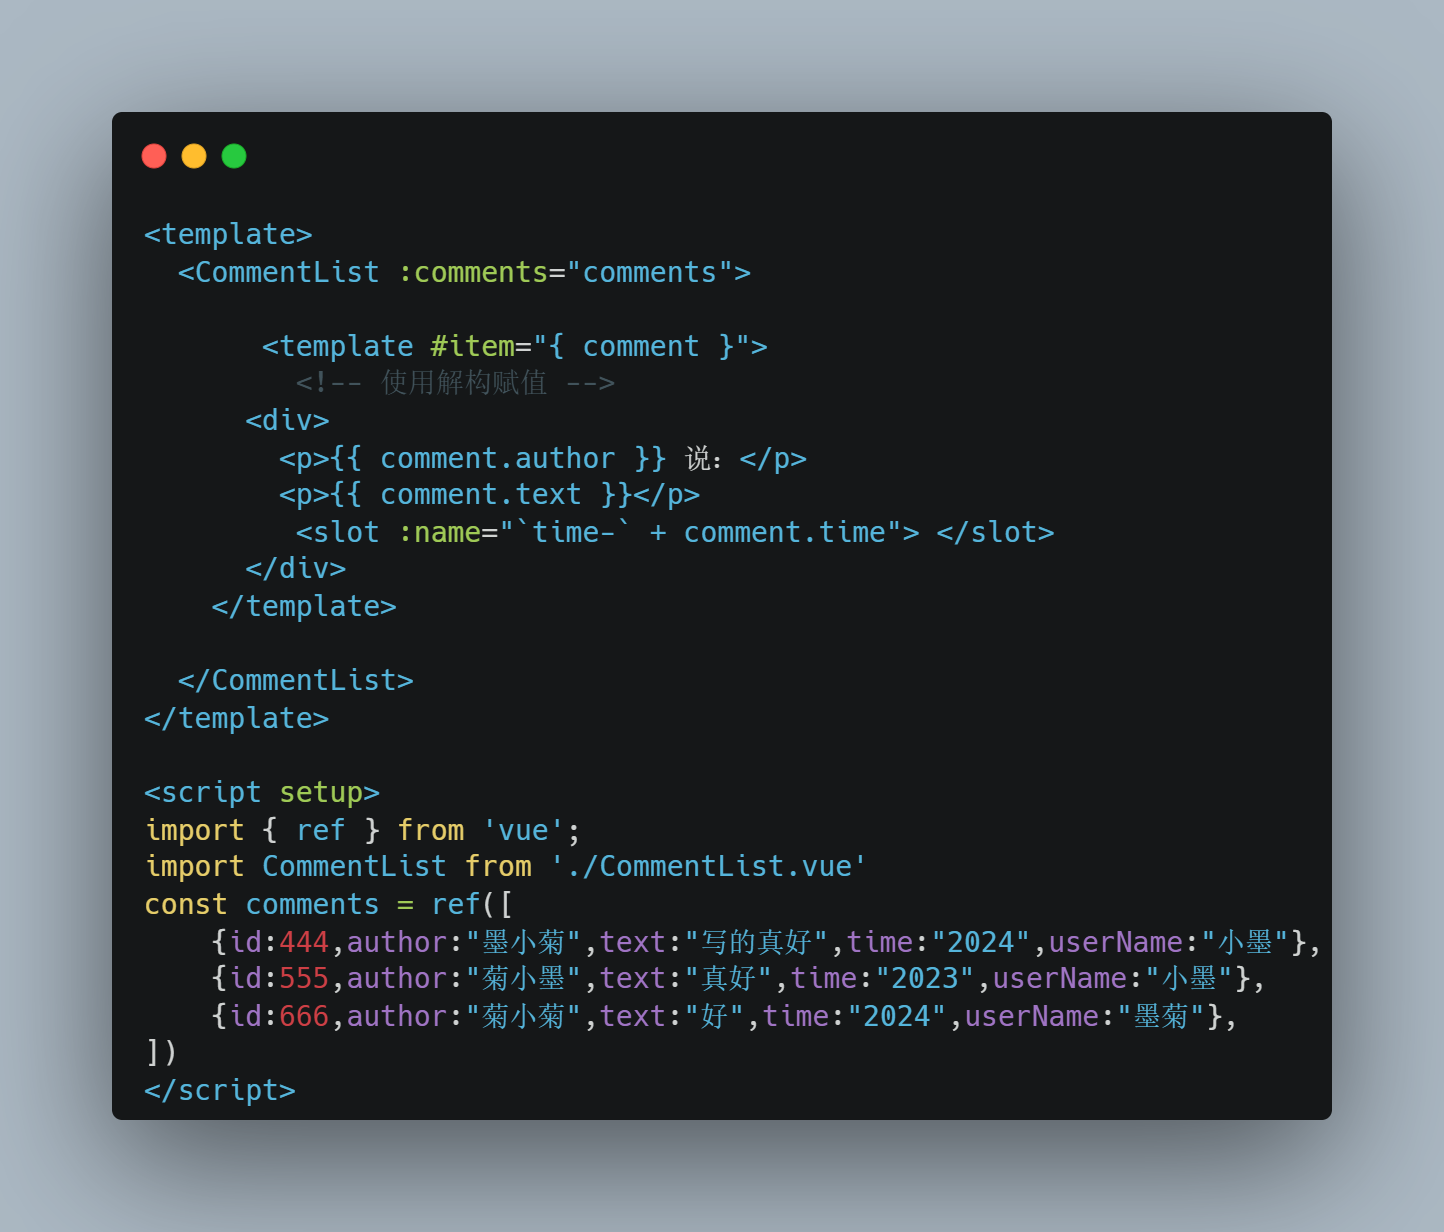 <template>
  <CommentList :comments="comments">
       <template #item="{ comment }">
         <!-- 使用解构赋值 -->
      <div>
        <p>{{ comment.author }} 说：</p>
        <p>{{ comment.text }}</p>
         <slot :name="`time-` + comment.time"> </slot>
      </div>
    </template>
  </CommentList>
</template>
<script setup>
import { ref } from 'vue';
import CommentList from './CommentList.vue'
const comments = ref([
    {id:444,author:"墨小菊",text:"写的真好",time:"2024",userName:"小墨"},
    {id:555,author:"菊小墨",text:"真好",time:"2023",userName:"小墨"},
    {id:666,author:"菊小菊",text:"好",time:"2024",userName:"墨菊"},
])
</script>